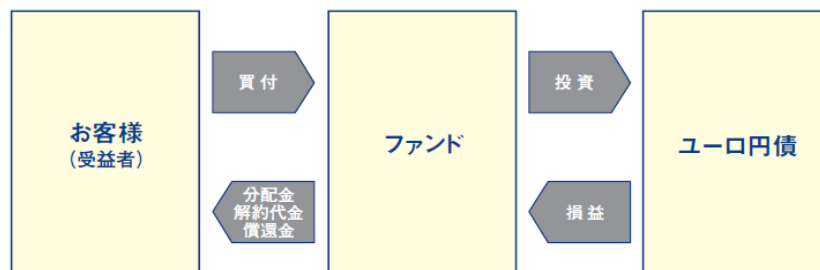 買付
投資
お客様
(受益者)
ファンド
ユーロ円債
分配金
解約代金
償還金
損益